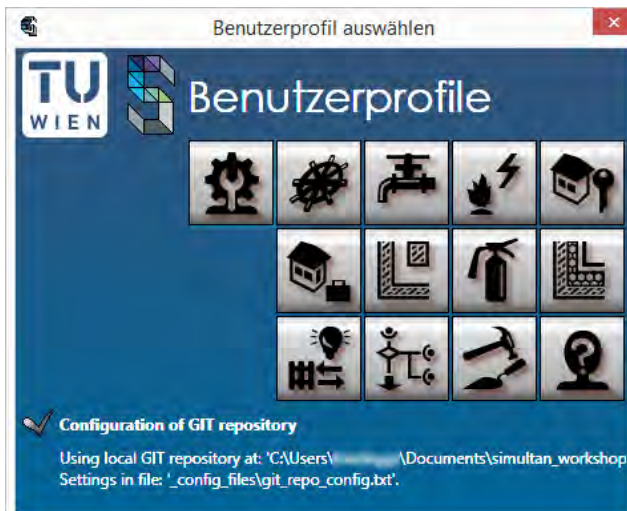 Benutzerprofil auswählen
TU
WIEN
Benutzerprofile
Configuration of GIT repository
Using local GIT repository at: 'C:\Users\ \Documents\simultan_workshop
Settings in file: '_config_files\git_repo_config.txt'.